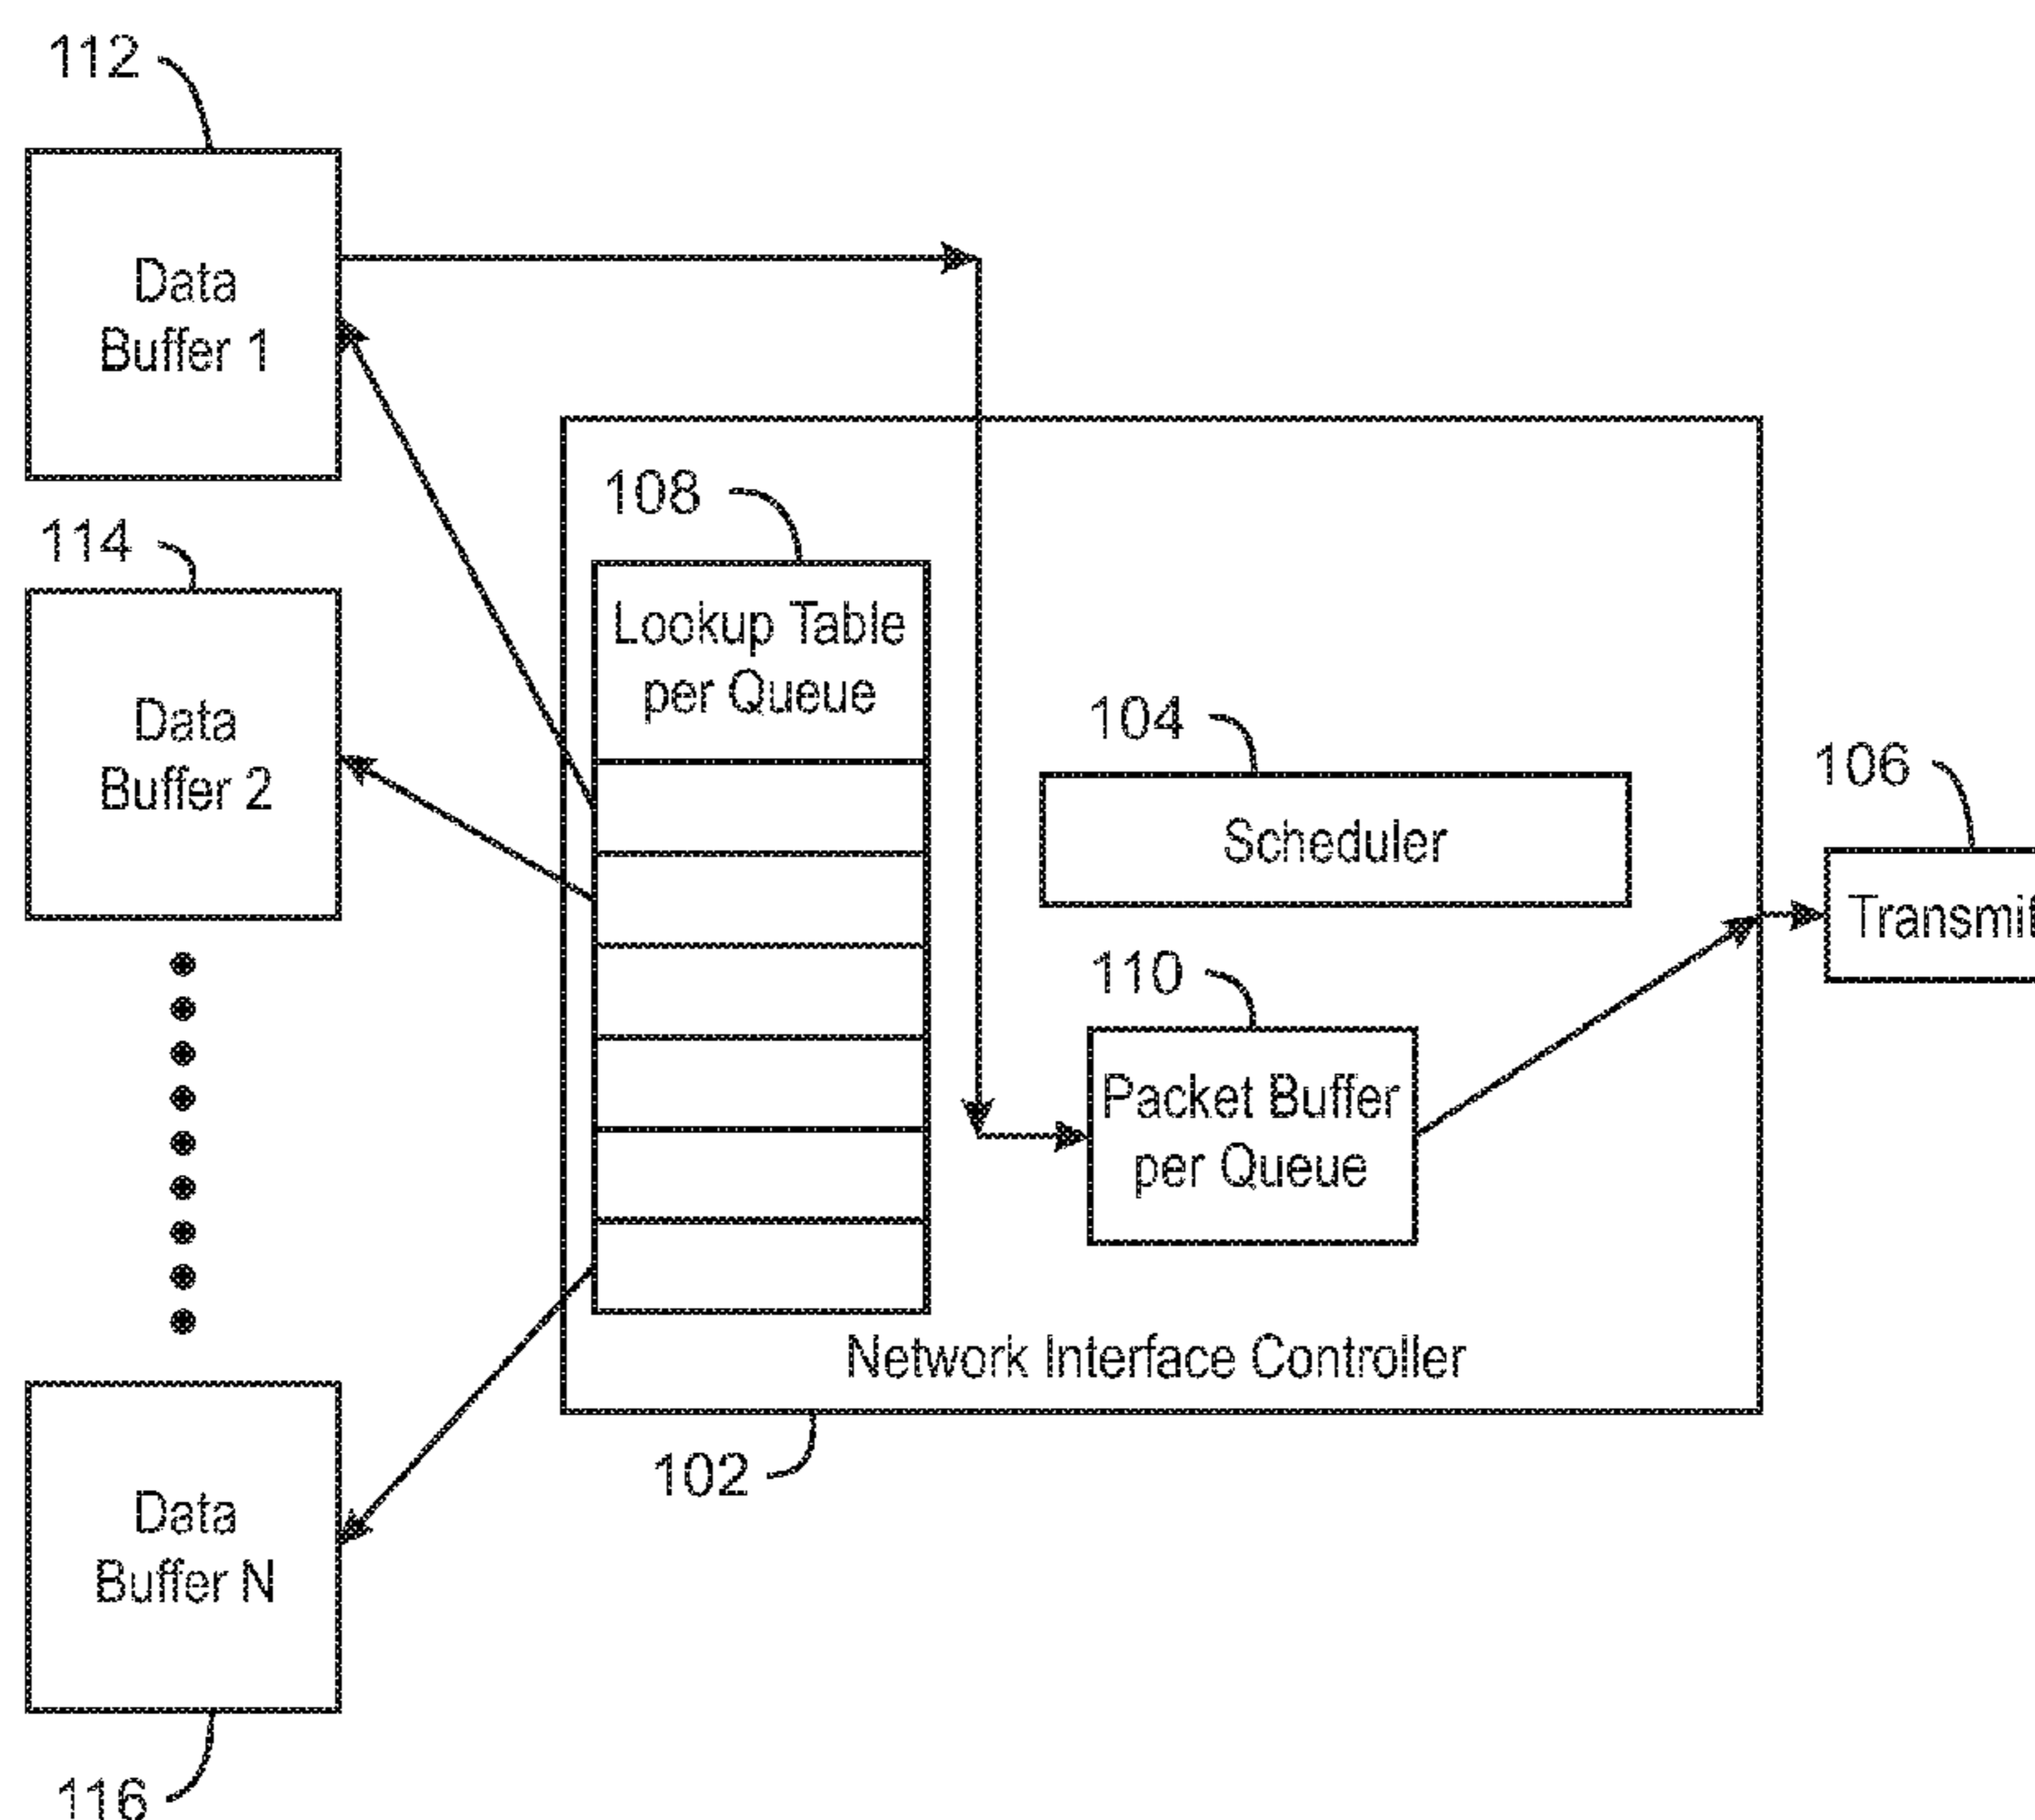 112
Data
Buffer 1
114
Data
Buffer 2
108
Lookup Table
per Queue
104
Scheduler
106
Transmit
110
Packet Buffer
per Queue
Network Interface Controller
102
Data
Buffer N
116